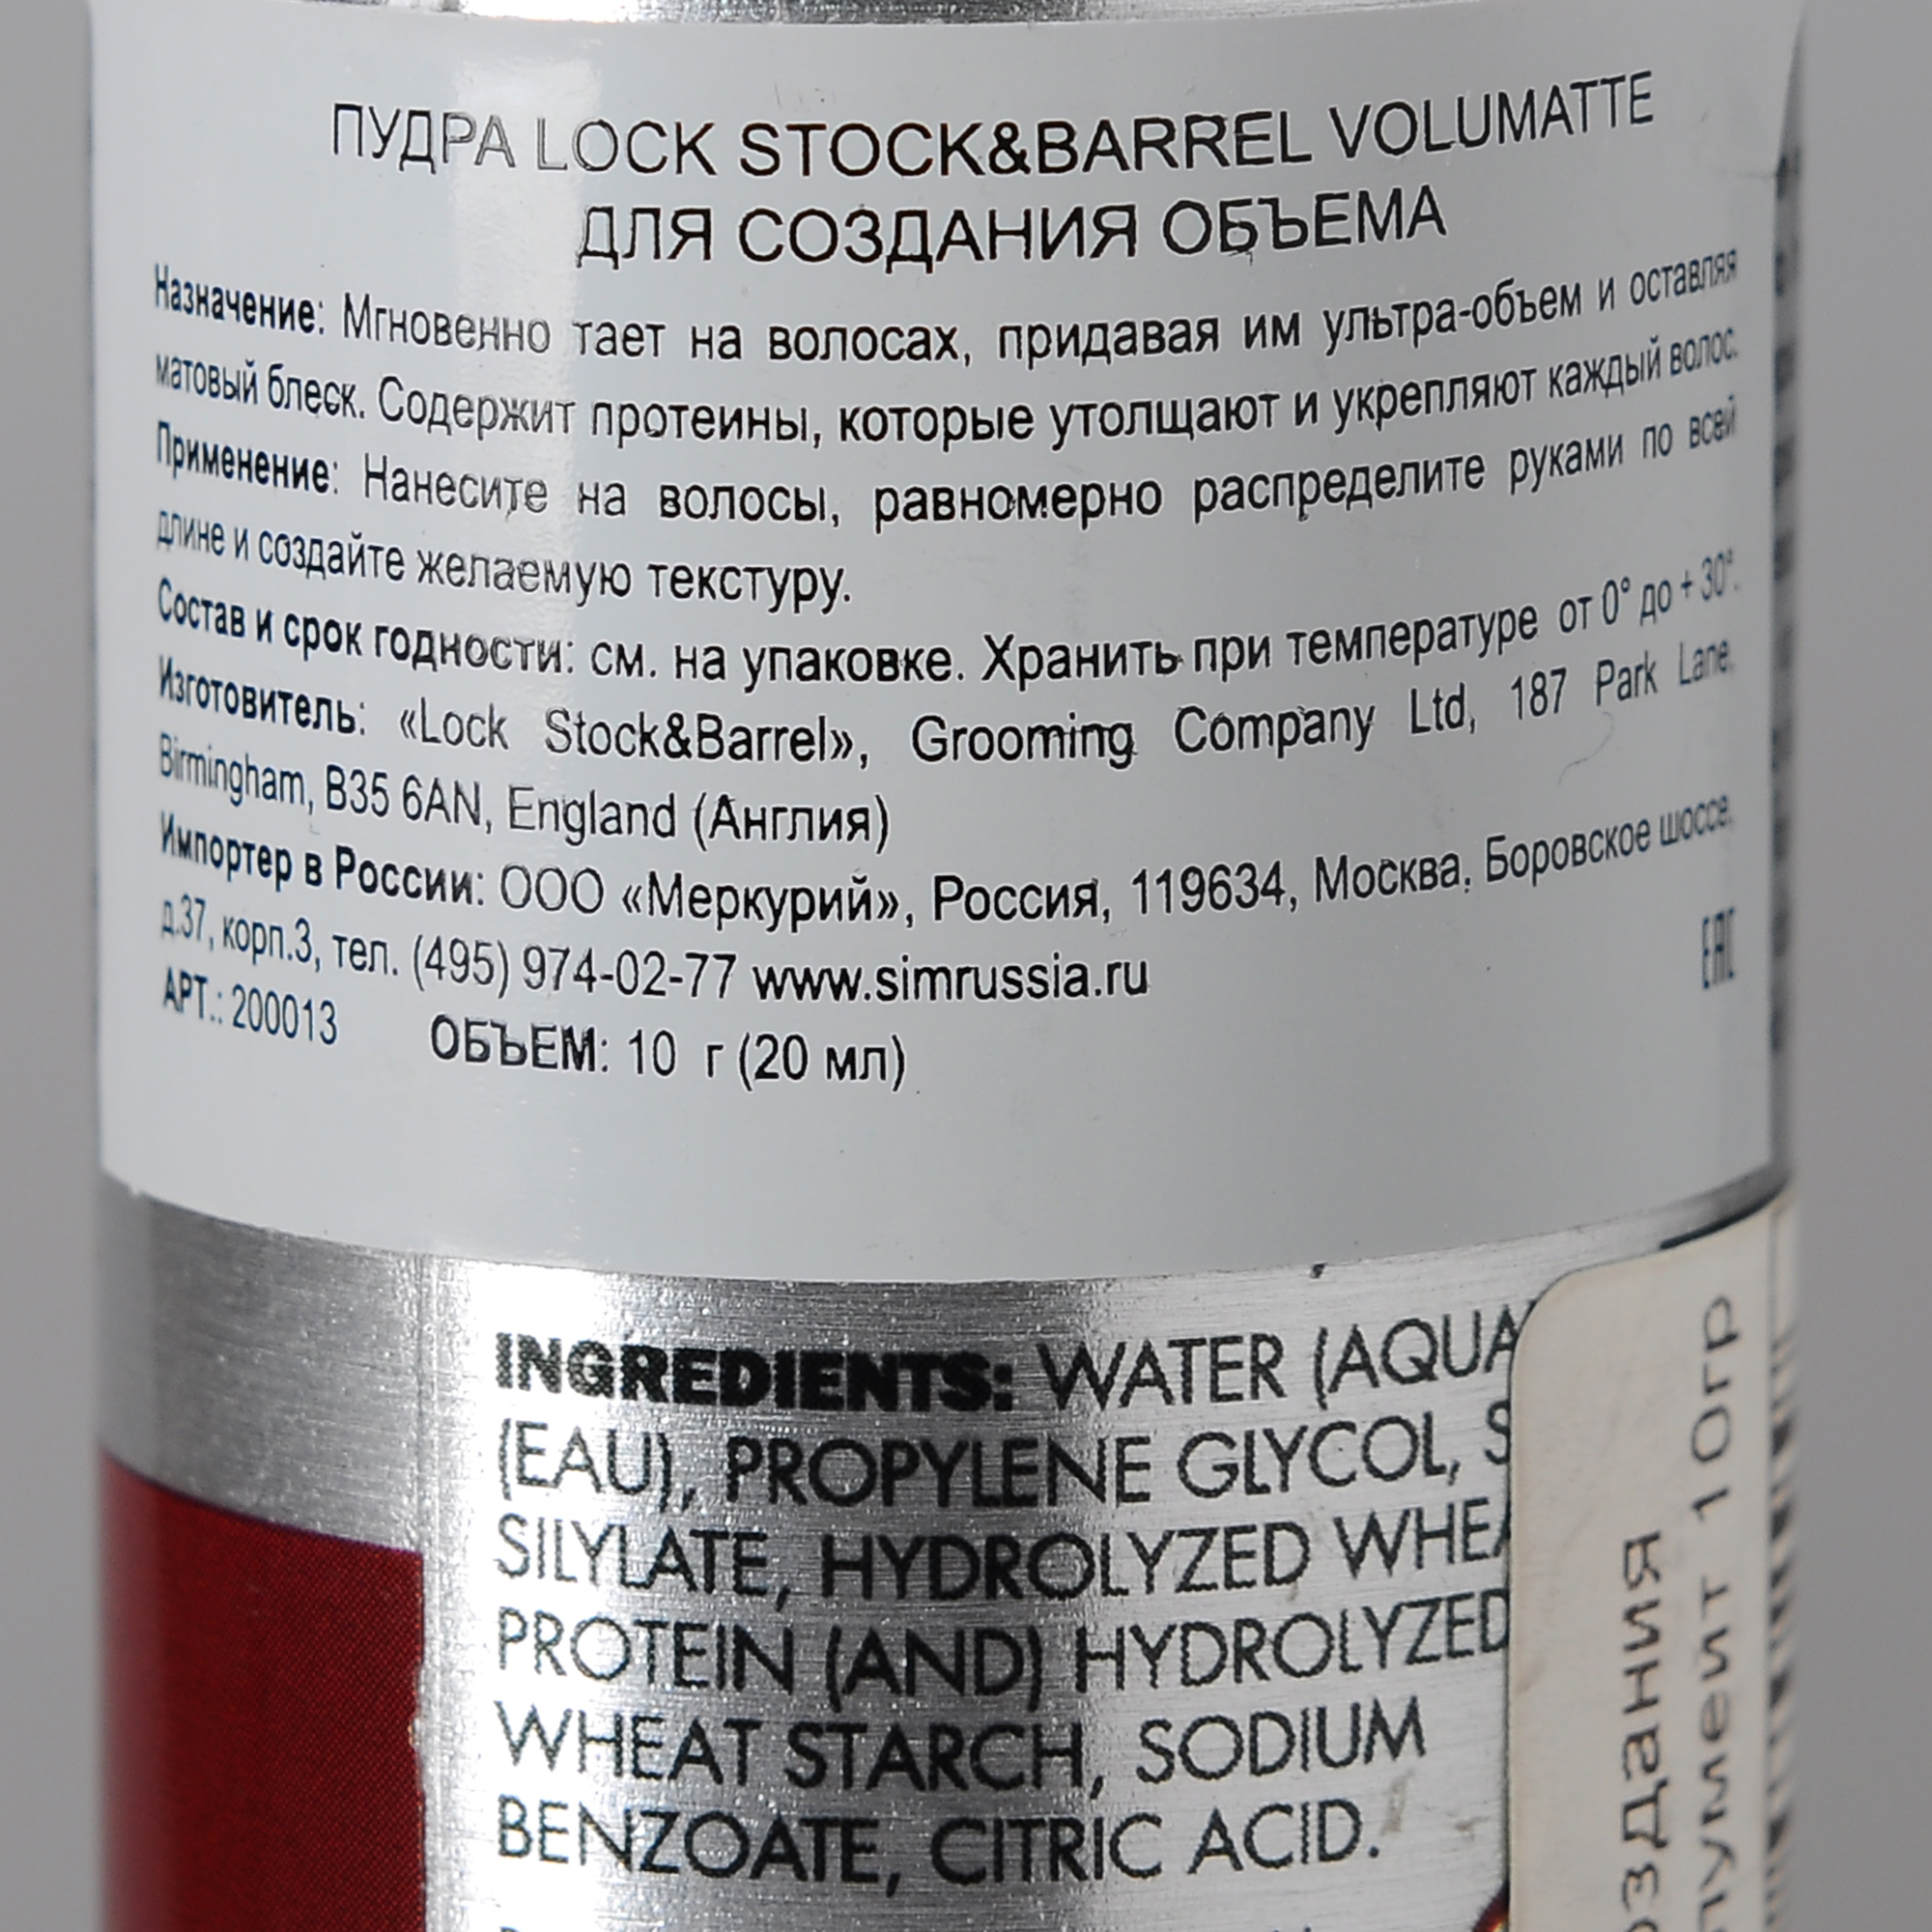 ПУДРА LOCK STOCK&BARREL VOLUMATTE
ДЛЯ СОЗДАНИЯ ОБЪЕМА
Назначение: Мгновенно тает на волосах, придавая им ультра-объем и оставляя
матовый блеск. Содержит протеины, которые утолщают и укрепляют каждый волос.
Применение: Нанесите на волосы, равномерно распределите руками по всей
длине и создайте желаемую текстуру.
Состав и срок годности: см. на упаковке. Хранить при температуре от 0° до + 30°.
Изготовитель: «Lock Stock&Barrel», Grooming Company Ltd, 187 Park Lane.
Birmingham, B35 6AN, England (Англия)
Импортер в России: ООО «Меркурий», Россия, 119634, Москва, Боровское шоссе.
д.37, корп.3, тел. (495) 974-02-77 www.simrussia.ru
EAC
АРТ.: 200013 ОБЪЕМ: 10 г (20 мл)
INGREDIENTS: WATER (AQUA
(EAU), PROPYLENE GLYCOL, S
SILYLATE, HYDROLYZED WHEA
PROTEIN (AND) HYDROLYZED
WHEAT STARCH, SODIUM
BENZOATE, CITRIC ACID.
оздания
лумеит 10гр